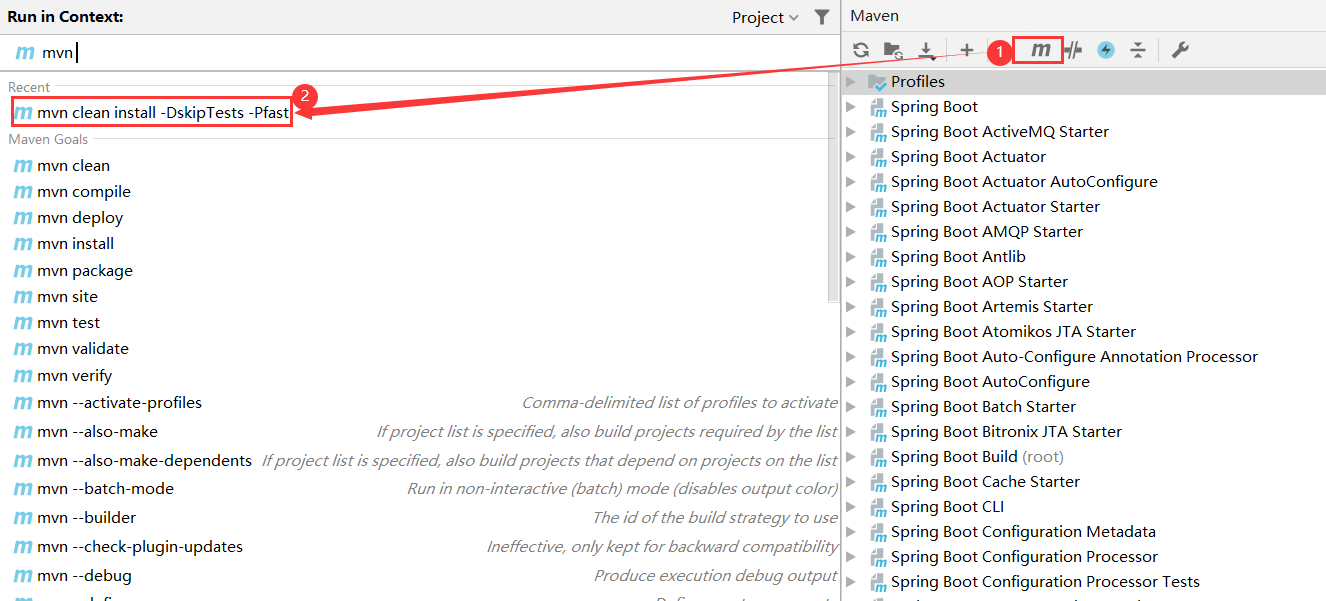 Run in Context:
Project
mvn
Recent
mvn clean install -DskipTests -Pfast
2
Maven Goals
mvn clean
mvn compile
mvn deploy
mvn install
mvn package
mvn site
mvn test
mvn validate
mvn verify
mvn --activate-profiles Comma-delimited list of profiles to activate
mvn --also-make If project list is specified, also build projects required by the list
mvn --also-make-dependents If project list is specified, also build projects that depend on projects on the list
mvn --batch-mode Run in non-interactive (batch) mode (disables output color)
mvn --builder The id of the build strategy to use
mvn --check-plugin-updates Ineffective, only kept for backward compatibility
mvn --debug Produce execution debug output
Maven
1 m
Profiles
Spring Boot
Spring Boot ActiveMQ Starter
Spring Boot Actuator
Spring Boot Actuator AutoConfigure
Spring Boot Actuator Starter
Spring Boot AMQP Starter
Spring Boot Antlib
Spring Boot AOP Starter
Spring Boot Artemis Starter
Spring Boot Atomikos JTA Starter
Spring Boot Auto-Configure Annotation Processor
Spring Boot AutoConfigure
Spring Boot Batch Starter
Spring Boot Bitronix JTA Starter
Spring Boot Build (root)
Spring Boot Cache Starter
Spring Boot CLI
Spring Boot Configuration Metadata
Spring Boot Configuration Processor
Spring Boot Configuration Processor Tests